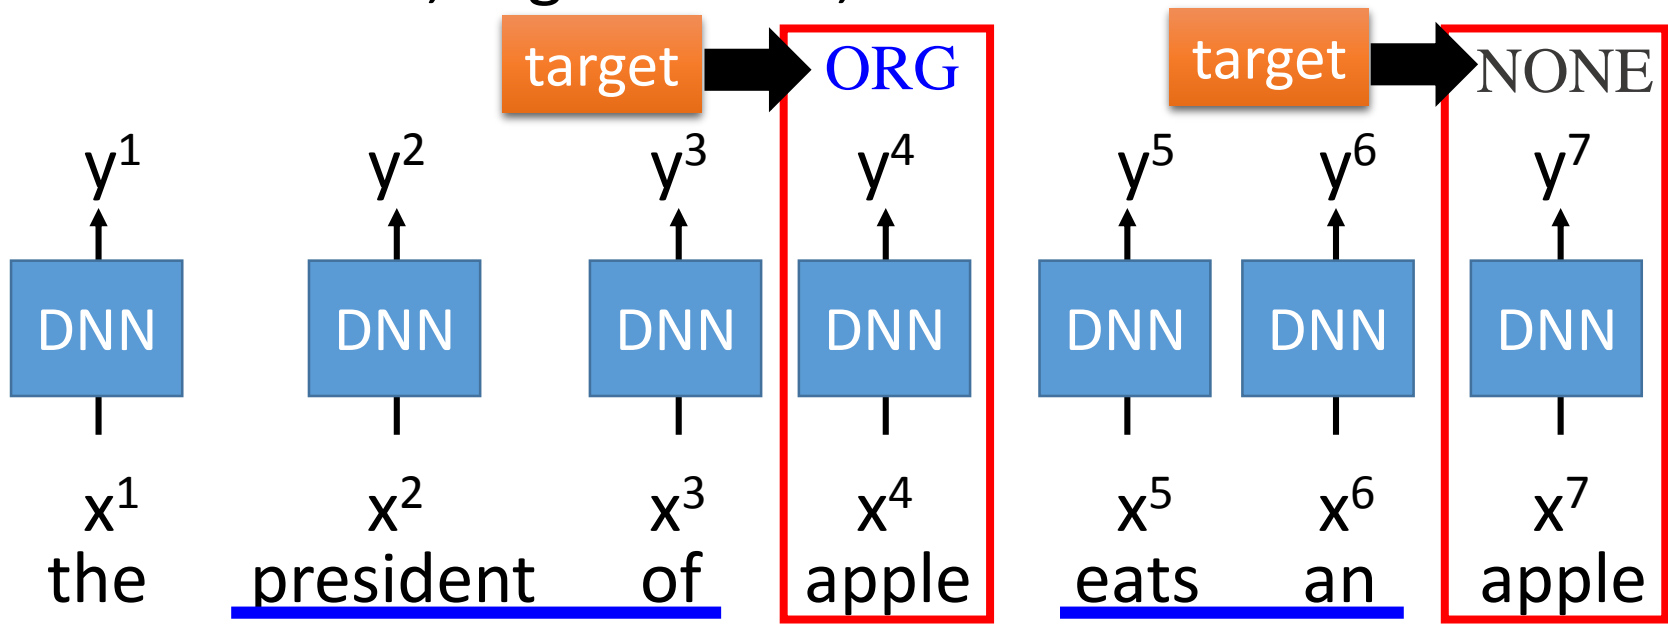 target ORG target NONE
y¹ y² y³ y⁴ y⁵ y⁶ y⁷
DNN DNN DNN DNN DNN DNN DNN
x¹ x² x³ x⁴ x⁵ x⁶ x⁷
the president of apple eats an apple